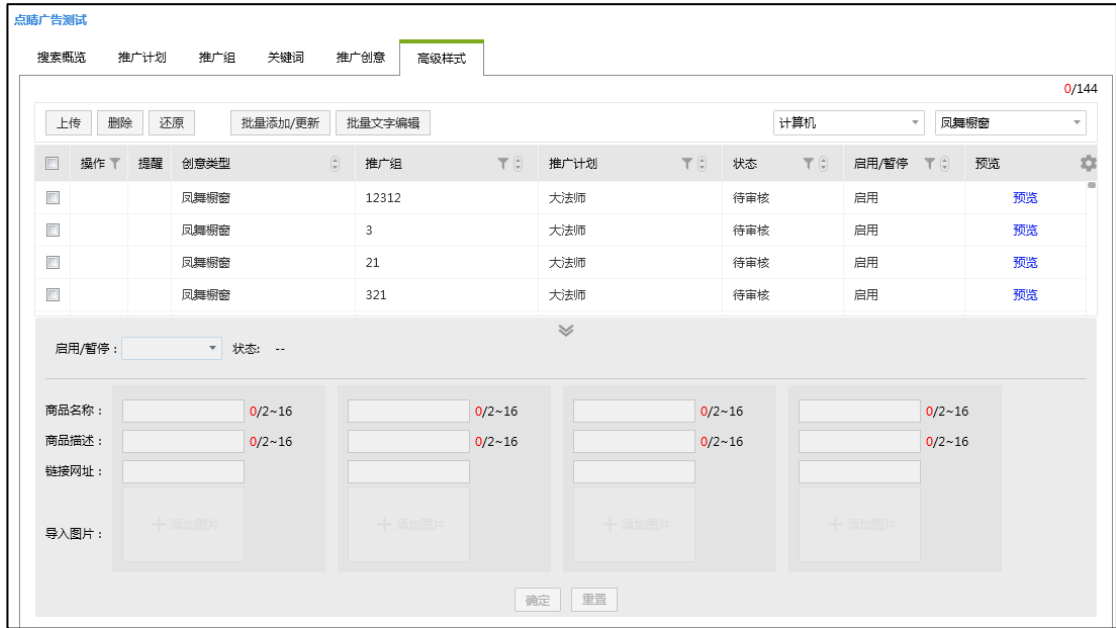 点睛广告测试
搜索概览 推广计划 推广组 关键词 推广创意 高级样式
0/144
上传 删除 还原 批量添加/更新 批量文字编辑 计算机 凤舞橱窗
操作 提醒 创意类型 推广组 推广计划 状态 启用/暂停 预览
凤舞橱窗 12312 大法师 待审核 启用 预览
凤舞橱窗 3 大法师 待审核 启用 预览
凤舞橱窗 21 大法师 待审核 启用 预览
凤舞橱窗 321 大法师 待审核 启用 预览
启用/暂停: 状态: --
商品名称: 0/2~16 0/2~16 0/2~16 0/2~16
商品描述: 0/2~16 0/2~16 0/2~16 0/2~16
链接网址:
导入图片: 添加图片 添加图片 添加图片 添加图片
确定 重置